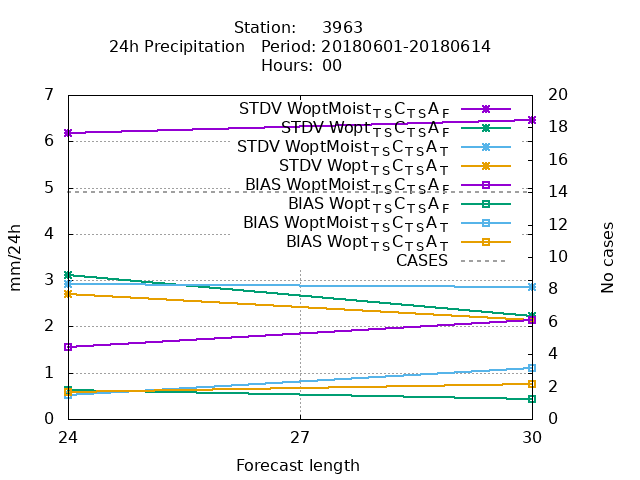 Station: 3963
24h Precipitation Period: 20180601-20180614
Hours: 00
7
6
5
4
3
2
1
0
20
18
16
14
12
10
8
6
4
2
0
STDV WoptMoist_TSC_TSA_F
STDV Wopt_TSC_TSA_F
STDV WoptMoist_TSC_TSA_T
STDV Wopt_TSC_TSA_T
BIAS WoptMoist_TSC_TSA_F
BIAS Wopt_TSC_TSA_F
BIAS WoptMoist_TSC_TSA_T
BIAS Wopt_TSC_TSA_T
CASES
mm/24h
No cases
24 27 30
Forecast length